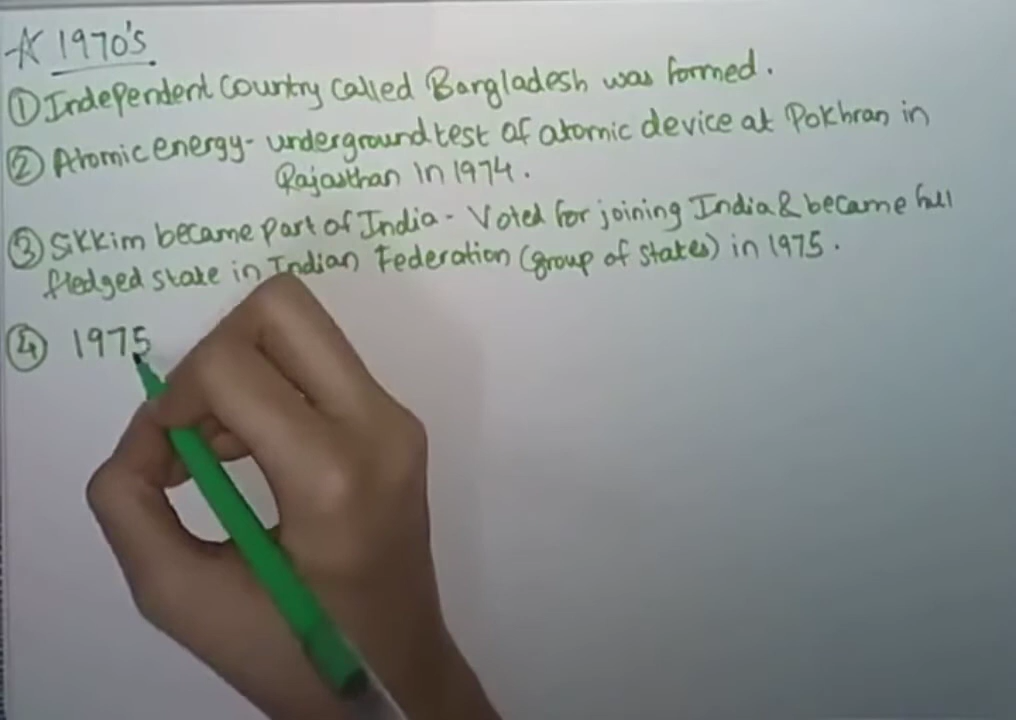 ☆ 1970's
① Independent Country Called Bangladesh was formed.
② Atomic energy - underground test of atomic device at Pokhran in
Rajasthan in 1974.
③ Sikkim became part of India - Voted for joining India & became full
fledged state in Indian Federation (group of states) in 1975.
④ 1975